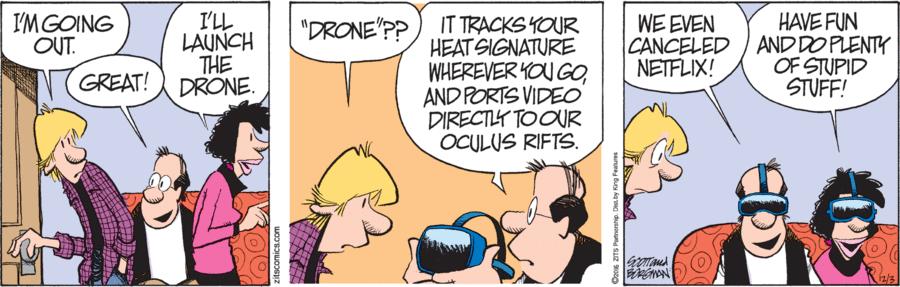 I'M GOING
OUT.
GREAT!
I'LL
LAUNCH
THE
DRONE.
zitscomics.com
"DRONE"??
IT TRACKS YOUR
HEAT SIGNATURE
WHEREVER YOU GO,
AND PORTS VIDEO
DIRECTLY TO OUR
OCULUS RIFTS.
©2016 ZITS Partnership. Dist. by King Features
WE EVEN
CANCELED
NETFLIX!
HAVE FUN
AND DO PLENTY
OF STUPID
STUFF!
SCOTT and
BORGMAN
12/3